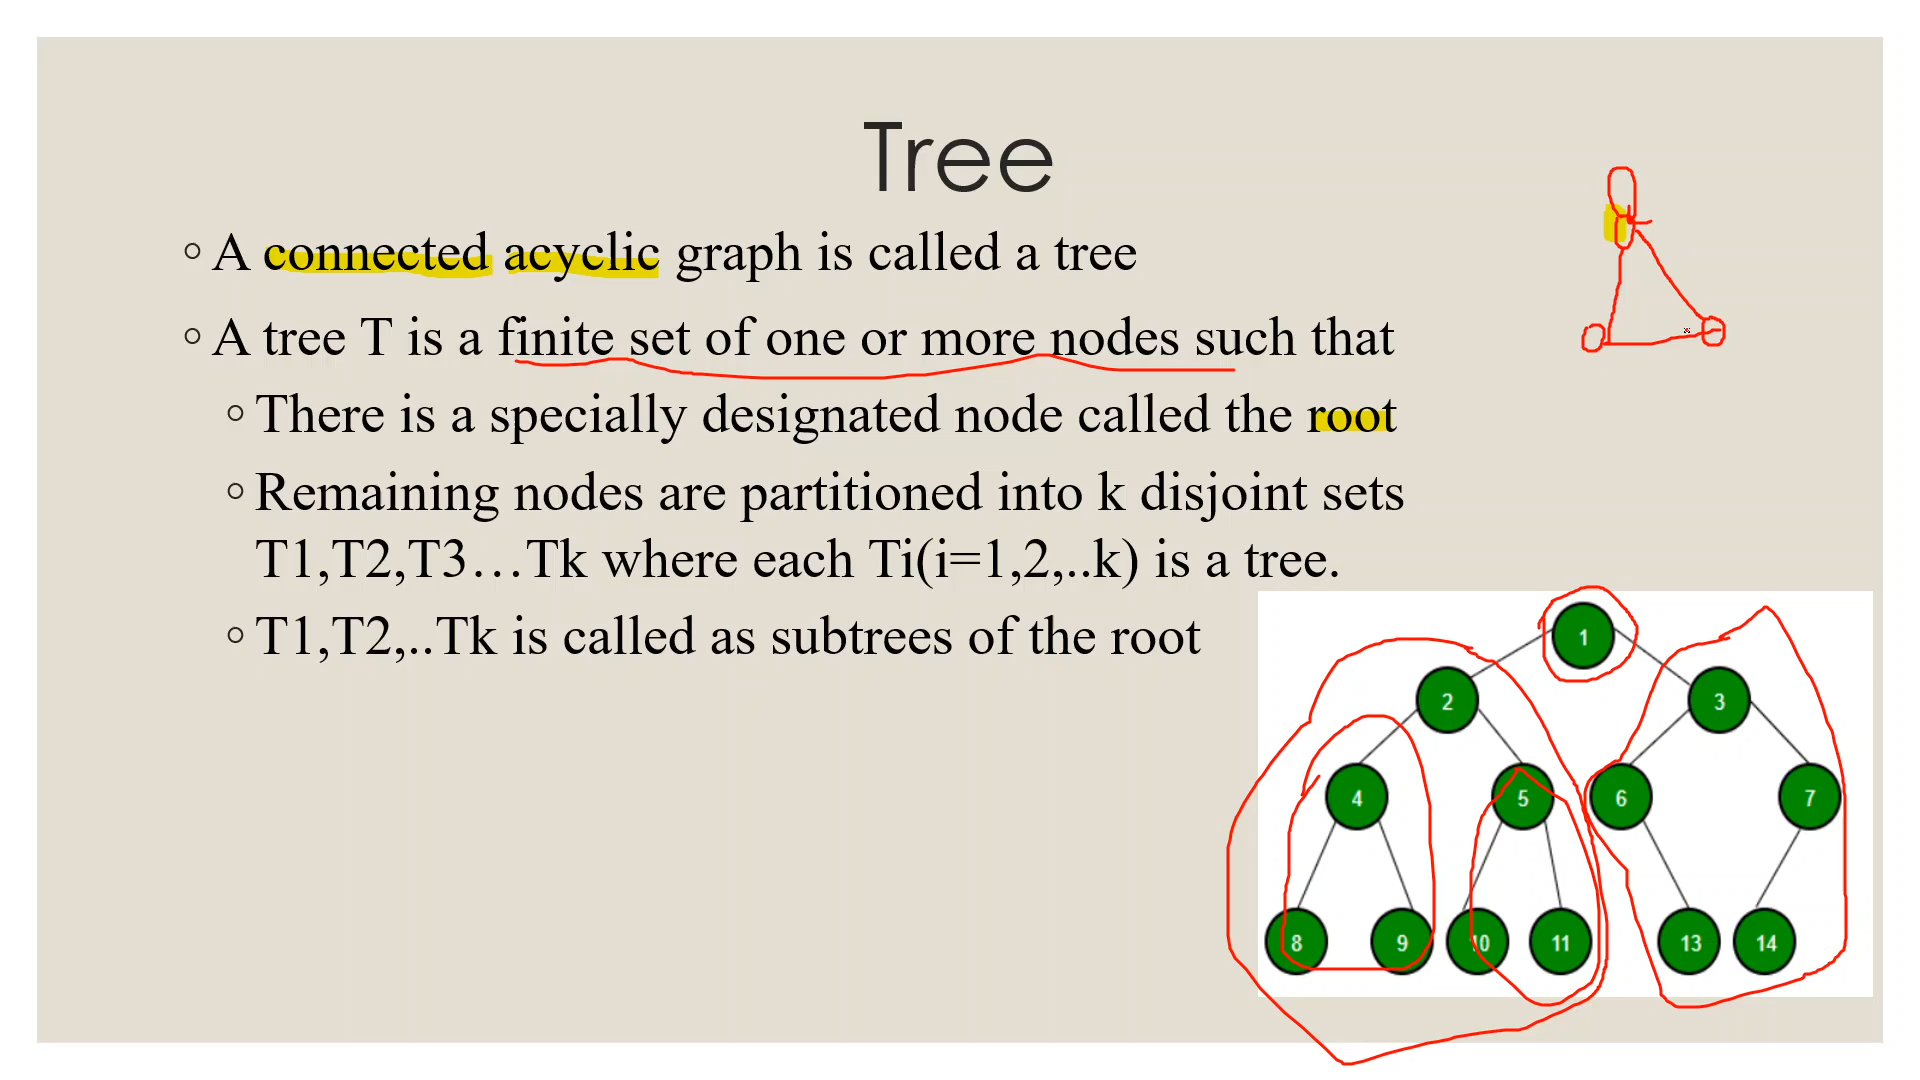 Tree
◦ A connected acyclic graph is called a tree
◦ A tree T is a finite set of one or more nodes such that
◦ There is a specially designated node called the root
◦ Remaining nodes are partitioned into k disjoint sets
T1,T2,T3…Tk where each Ti(i=1,2,..k) is a tree.
◦ T1,T2,..Tk is called as subtrees of the root
1
2 3
4 5 6 7
8 9 10 11 13 14